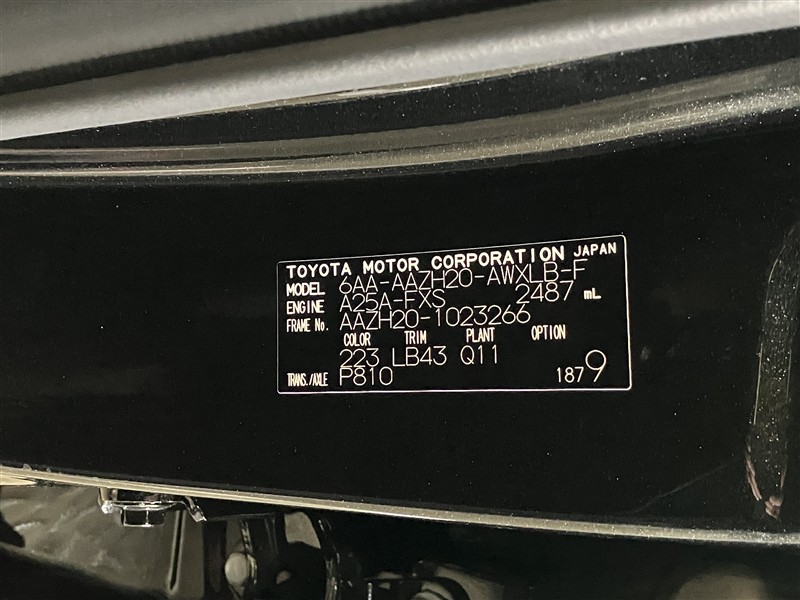 TOYOTA MOTOR CORPORATION JAPAN
MODEL 6AA-AAZH20-AWXLB-F
ENGINE A25A-FXS 2487 mL
FRAME No. AAZH20-1023266
COLOR TRIM PLANT OPTION
223 LB43 Q11
TRANS./AXLE P810 1879